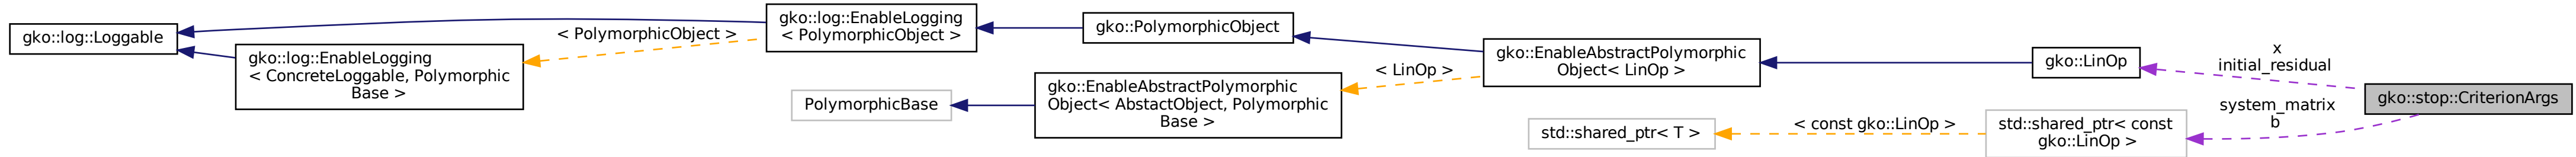 gko::log::Loggable
gko::log::EnableLogging
< ConcreteLoggable, Polymorphic
Base >
< PolymorphicObject >
gko::log::EnableLogging
< PolymorphicObject >
gko::PolymorphicObject
PolymorphicBase
gko::EnableAbstractPolymorphic
Object< AbstactObject, Polymorphic
Base >
< LinOp >
gko::EnableAbstractPolymorphic
Object< LinOp >
gko::LinOp
x
initial_residual
std::shared_ptr< T >
< const gko::LinOp >
std::shared_ptr< const
gko::LinOp >
system_matrix
b
gko::stop::CriterionArgs